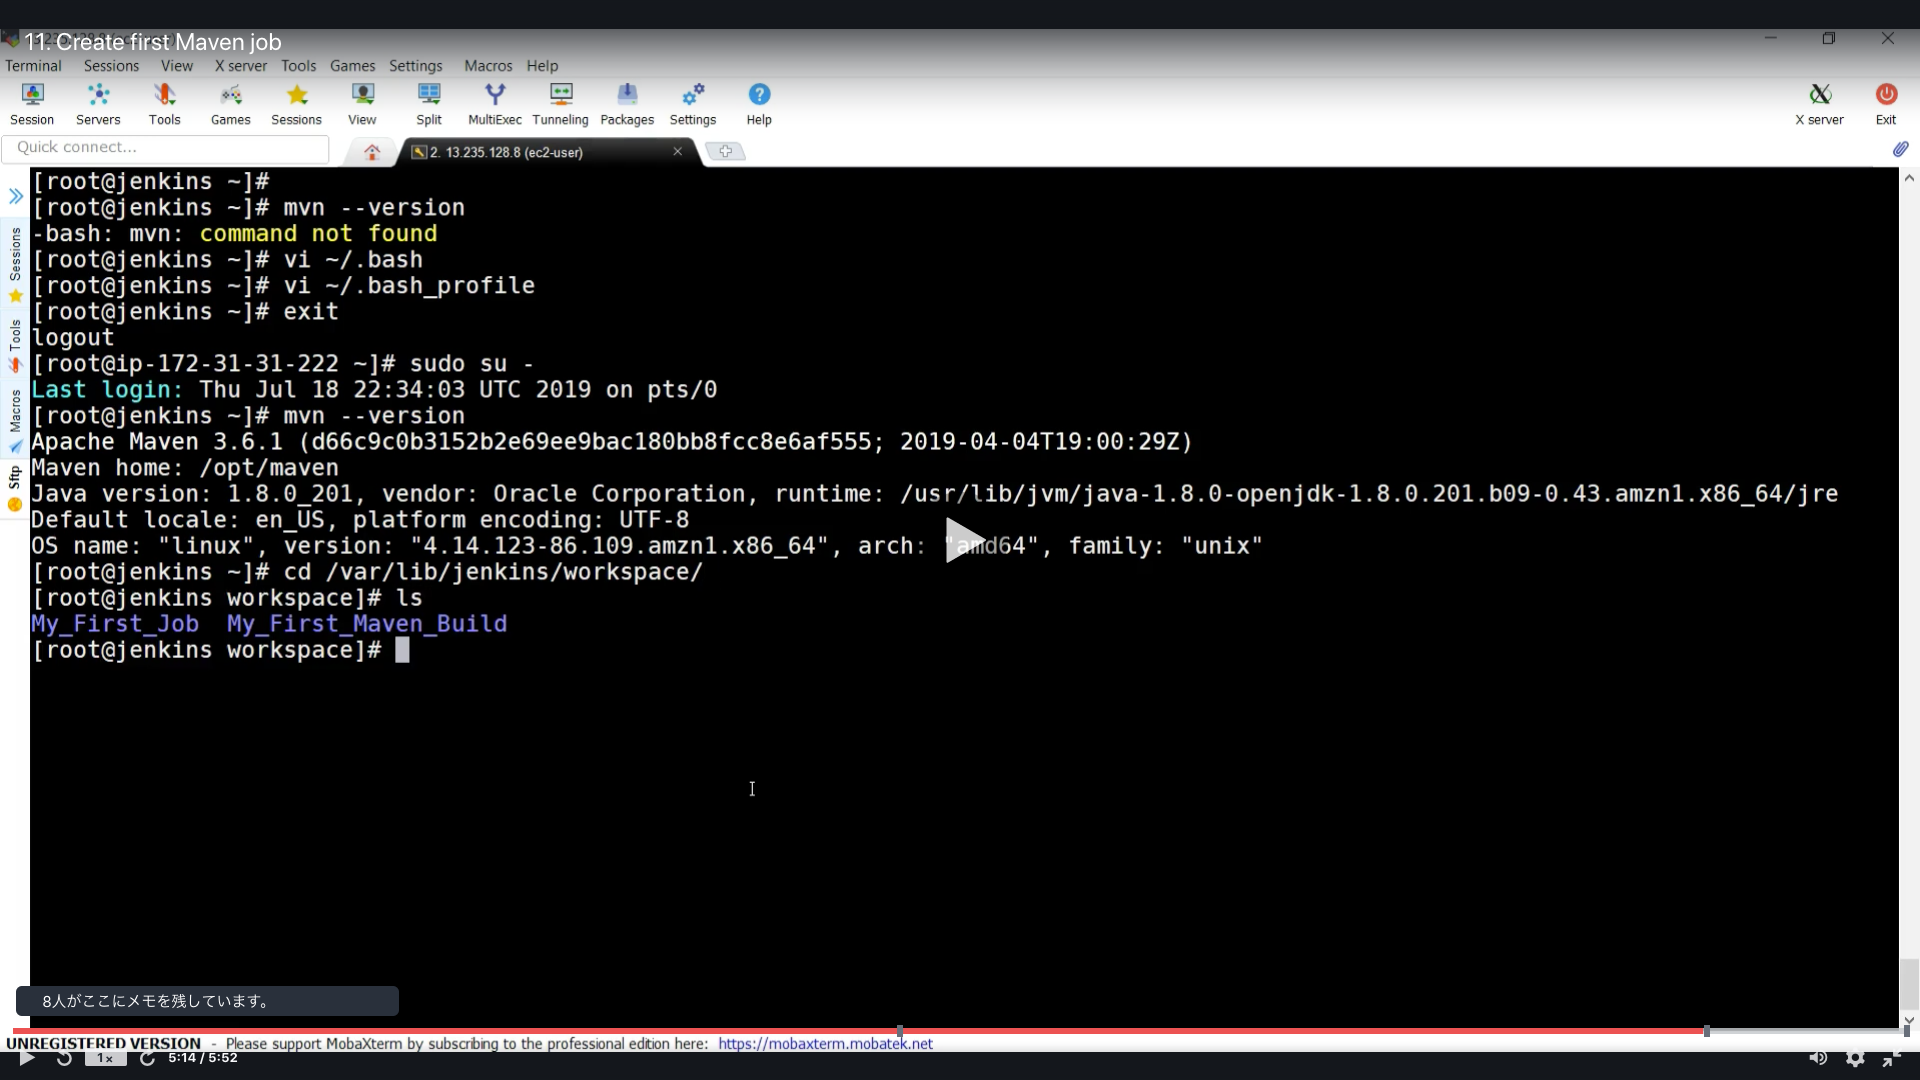 11. Create first Maven job
Terminal Sessions View X server Tools Games Settings Macros Help
Session Servers Tools Games Sessions View Split MultiExec Tunneling Packages Settings Help X server Exit
Quick connect...
2. 13.235.128.8 (ec2-user)
Sessions
Tools
Macros
Sftp
[root@jenkins ~]#
[root@jenkins ~]# mvn --version
-bash: mvn: command not found
[root@jenkins ~]# vi ~/.bash
[root@jenkins ~]# vi ~/.bash_profile
[root@jenkins ~]# exit
logout
[root@ip-172-31-31-222 ~]# sudo su -
Last login: Thu Jul 18 22:34:03 UTC 2019 on pts/0
[root@jenkins ~]# mvn --version
Apache Maven 3.6.1 (d66c9c0b3152b2e69ee9bac180bb8fcc8e6af555; 2019-04-04T19:00:29Z)
Maven home: /opt/maven
Java version: 1.8.0_201, vendor: Oracle Corporation, runtime: /usr/lib/jvm/java-1.8.0-openjdk-1.8.0.201.b09-0.43.amzn1.x86_64/jre
Default locale: en_US, platform encoding: UTF-8
OS name: "linux", version: "4.14.123-86.109.amzn1.x86_64", arch: "amd64", family: "unix"
[root@jenkins ~]# cd /var/lib/jenkins/workspace/
[root@jenkins workspace]# ls
My_First_Job  My_First_Maven_Build
[root@jenkins workspace]#
8人がここにメモを残しています。
UNREGISTERED VERSION - Please support MobaXterm by subscribing to the professional edition here: https://mobaxterm.mobatek.net
1x 5:14 / 5:52